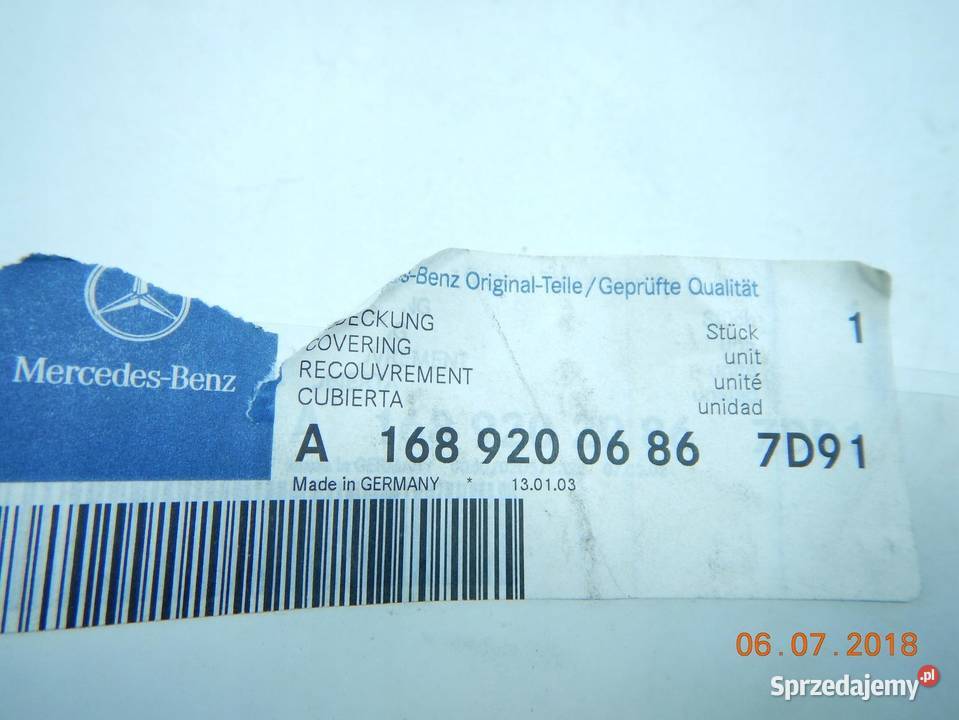 Mercedes-Benz
s-Benz Original-Teile/Geprüfte Qualität
DECKUNG
COVERING
RECOUVREMENT
CUBIERTA
Stück 1
unit
unité
unidad
A 168 920 06 86 7D91
Made in GERMANY * 13.01.03
06.07.2018
Sprzedajemy.pl